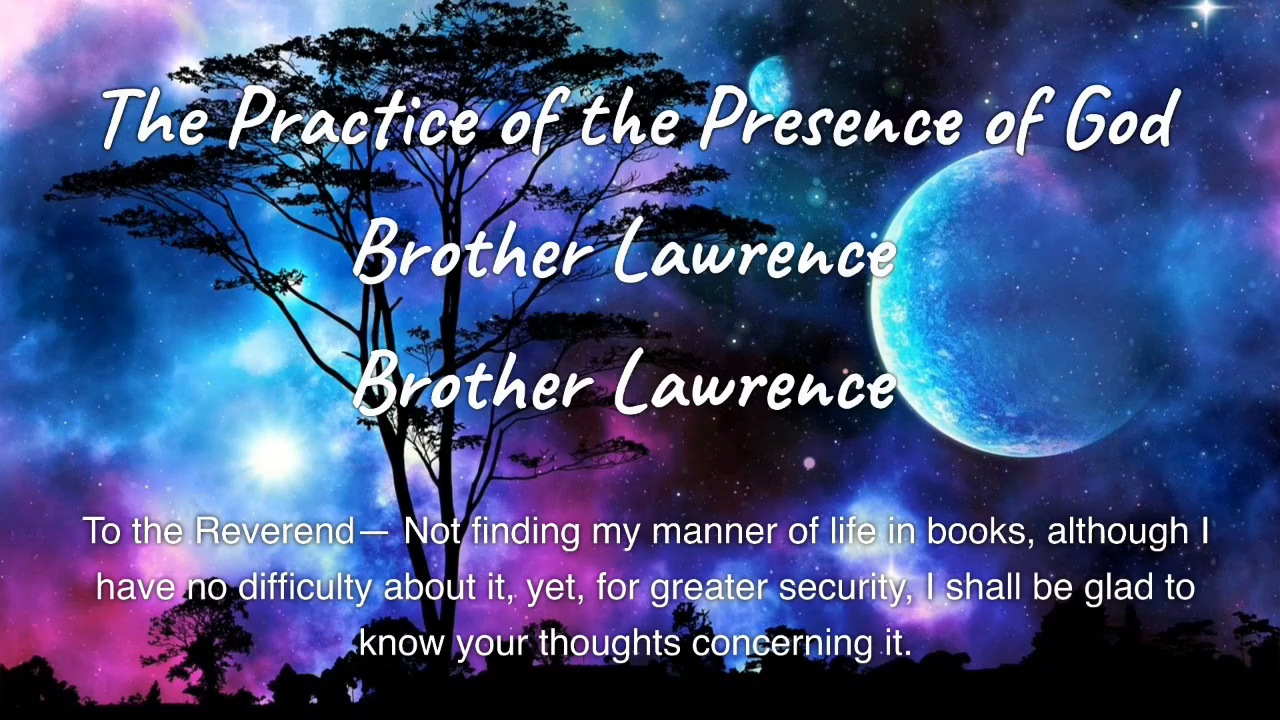 The Practice of the Presence of God
Brother Lawrence
Brother Lawrence
To the Reverend— Not finding my manner of life in books, although I
have no difficulty about it, yet, for greater security, I shall be glad to
know your thoughts concerning it.